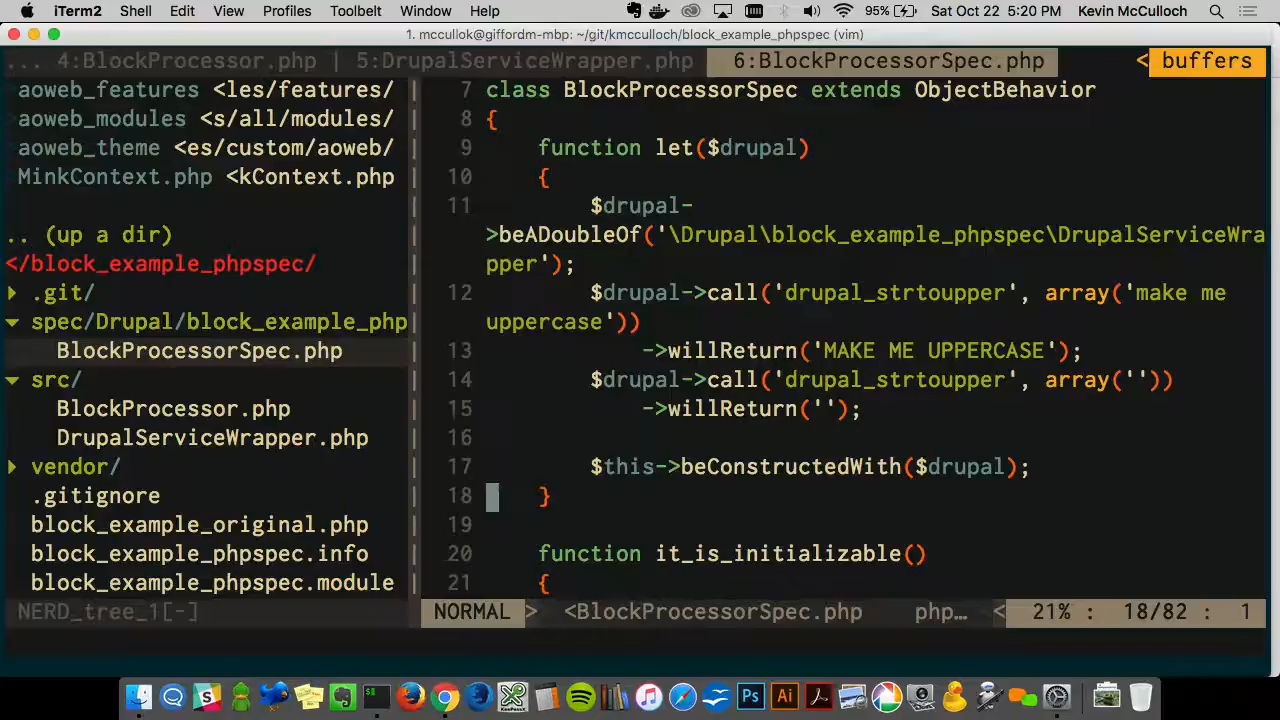 iTerm2 Shell Edit View Profiles Toolbelt Window Help 95% Sat Oct 22 5:20 PM Kevin McCulloch
1. mccullok@giffordm-mbp: ~/git/kmcculloch/block_example_phpspec (vim)
... 4:BlockProcessor.php | 5:DrupalServiceWrapper.php 6:BlockProcessorSpec.php < buffers
aoweb_features <les/features/
aoweb_modules <s/all/modules/
aoweb_theme <es/custom/aoweb/
MinkContext.php <kContext.php
.. (up a dir)
</block_example_phpspec/
▸ .git/
▾ spec/Drupal/block_example_php
BlockProcessorSpec.php
▾ src/
BlockProcessor.php
DrupalServiceWrapper.php
▸ vendor/
.gitignore
block_example_original.php
block_example_phpspec.info
block_example_phpspec.module
NERD_tree_1[-]
7 class BlockProcessorSpec extends ObjectBehavior
8 {
9     function let($drupal)
10     {
11         $drupal-
>beADoubleOf('\Drupal\block_example_phpspec\DrupalServiceWra
pper');
12         $drupal->call('drupal_strtoupper', array('make me
uppercase'))
13             ->willReturn('MAKE ME UPPERCASE');
14         $drupal->call('drupal_strtoupper', array(''))
15             ->willReturn('');
16
17         $this->beConstructedWith($drupal);
18     }
19
20     function it_is_initializable()
21     {
NORMAL > <BlockProcessorSpec.php php… < 21% : 18/82 : 1
Ps Ai